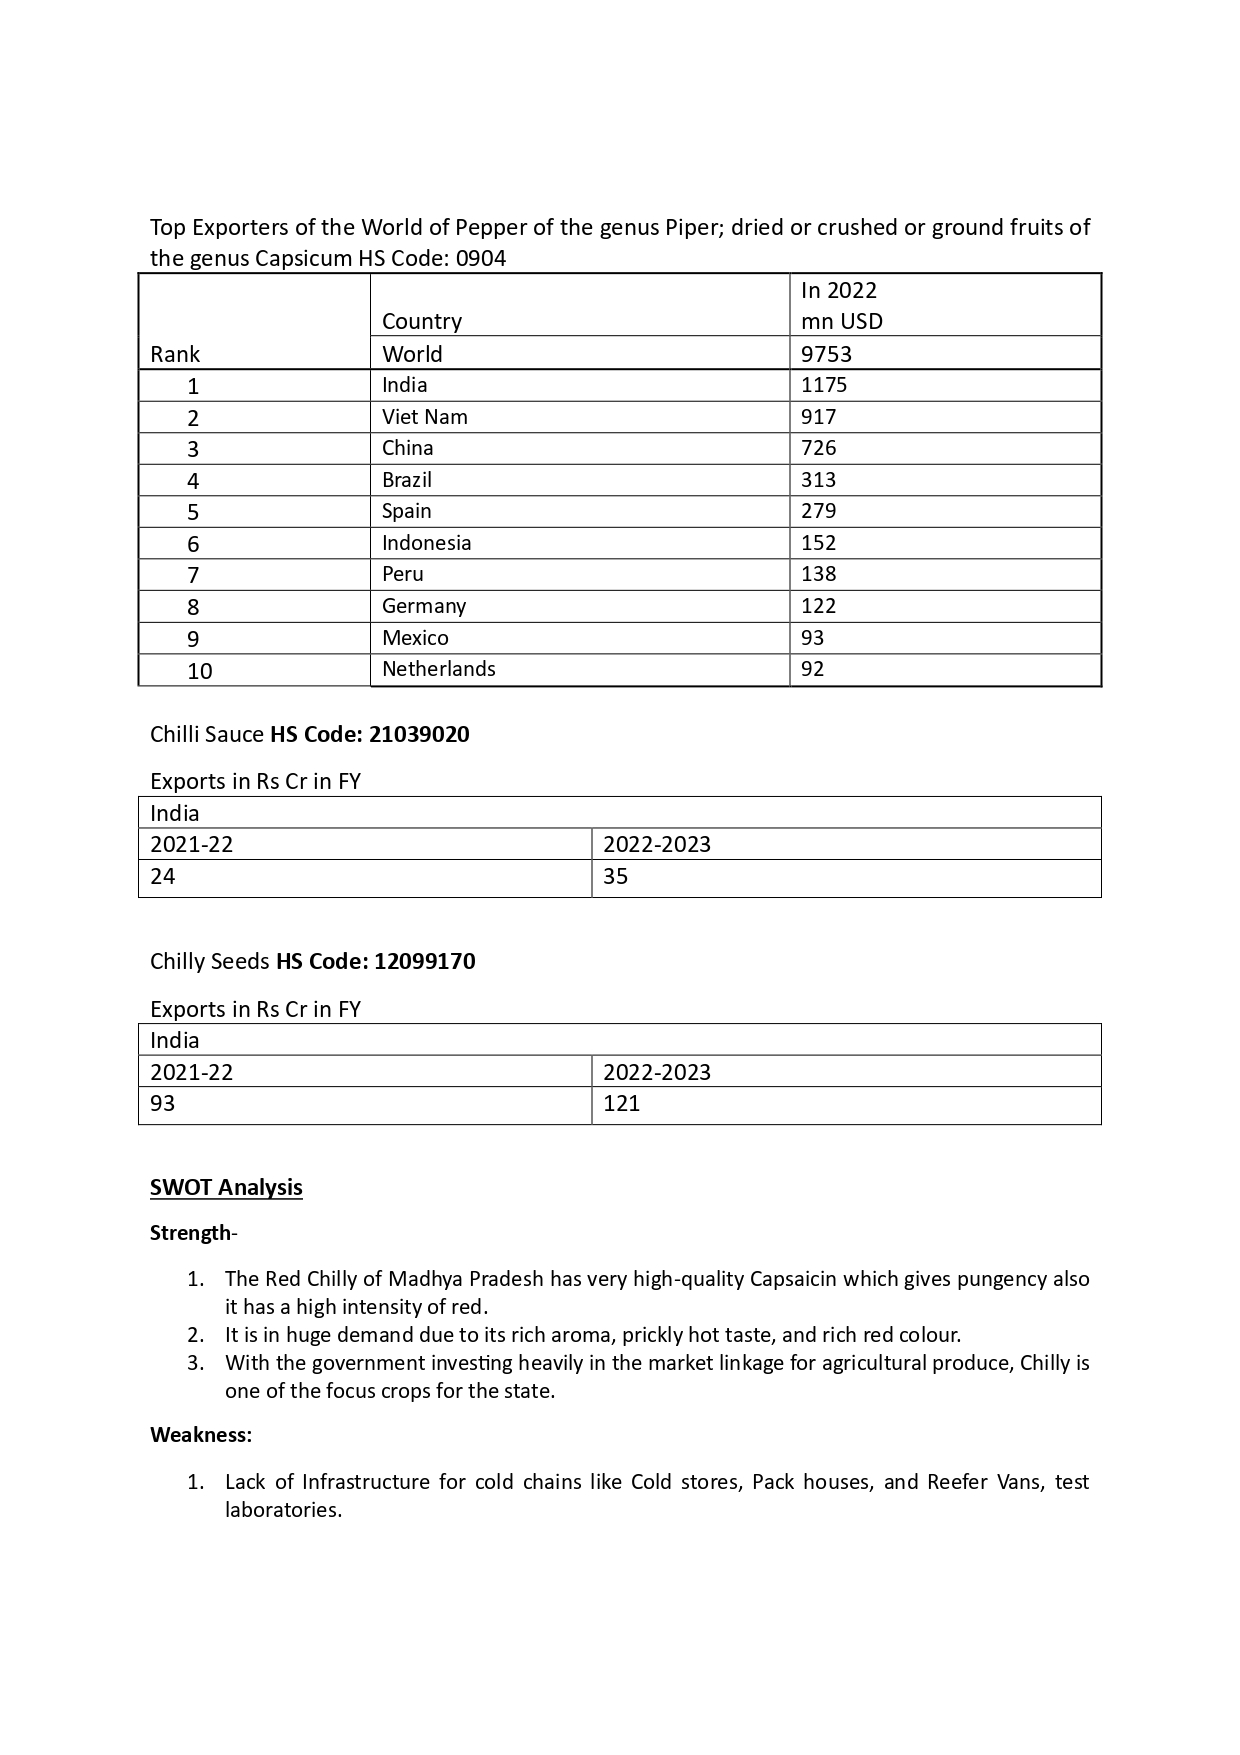 Top Exporters of the World of Pepper of the genus Piper; dried or crushed or ground fruits of
the genus Capsicum HS Code: 0904
Rank Country In 2022
mn USD
World 9753
1 India 1175
2 Viet Nam 917
3 China 726
4 Brazil 313
5 Spain 279
6 Indonesia 152
7 Peru 138
8 Germany 122
9 Mexico 93
10 Netherlands 92
Chilli Sauce HS Code: 21039020
Exports in Rs Cr in FY
India
2021-22 2022-2023
24 35
Chilly Seeds HS Code: 12099170
Exports in Rs Cr in FY
India
2021-22 2022-2023
93 121
SWOT Analysis
Strength-
1. The Red Chilly of Madhya Pradesh has very high-quality Capsaicin which gives pungency also
it has a high intensity of red.
2. It is in huge demand due to its rich aroma, prickly hot taste, and rich red colour.
3. With the government investing heavily in the market linkage for agricultural produce, Chilly is
one of the focus crops for the state.
Weakness:
1. Lack of Infrastructure for cold chains like Cold stores, Pack houses, and Reefer Vans, test
laboratories.